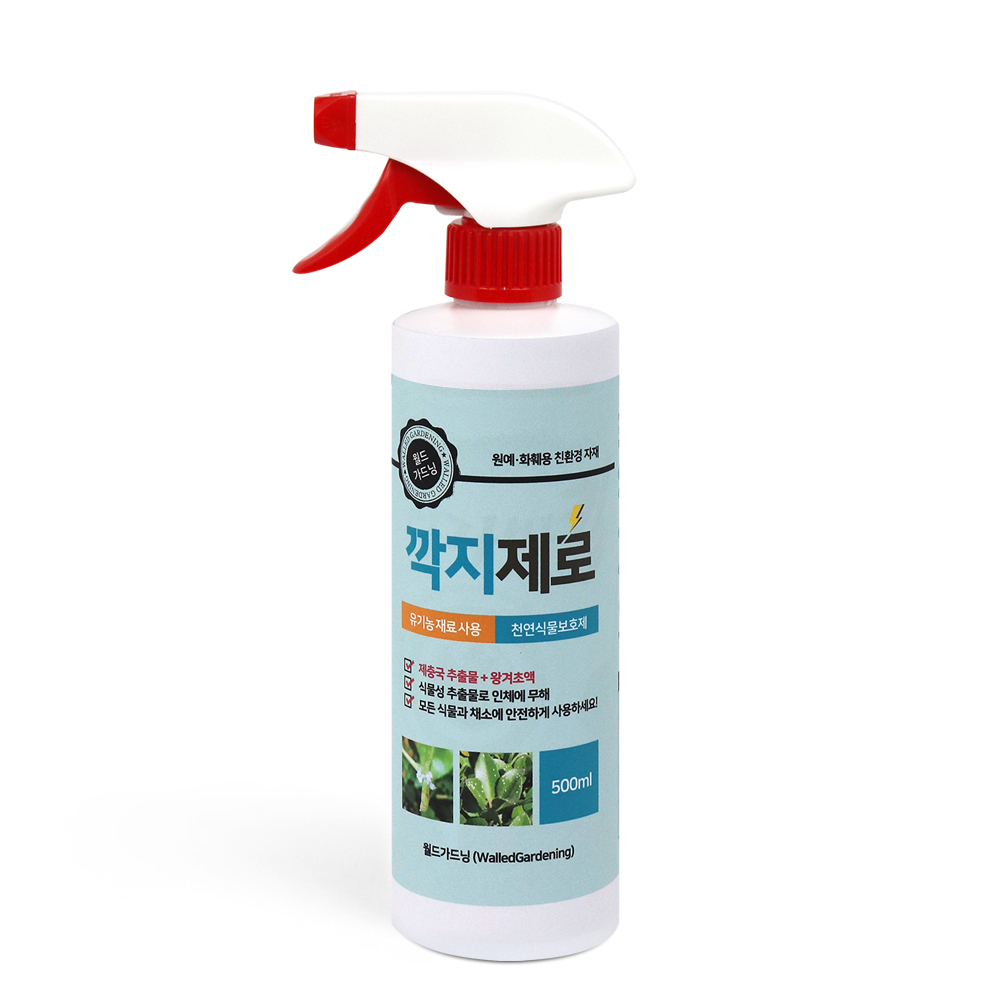 WALLED GARDENING
월드
가드닝
WALLED GARDENING
원예·화훼용 친환경 자재
깍지제로
유기농 재료 사용
천연식물보호제
제충국 추출물 + 왕겨초액
식물성 추출물로 인체에 무해
모든 식물과 채소에 안전하게 사용하세요!
500ml
월드가드닝 (WalledGardening)